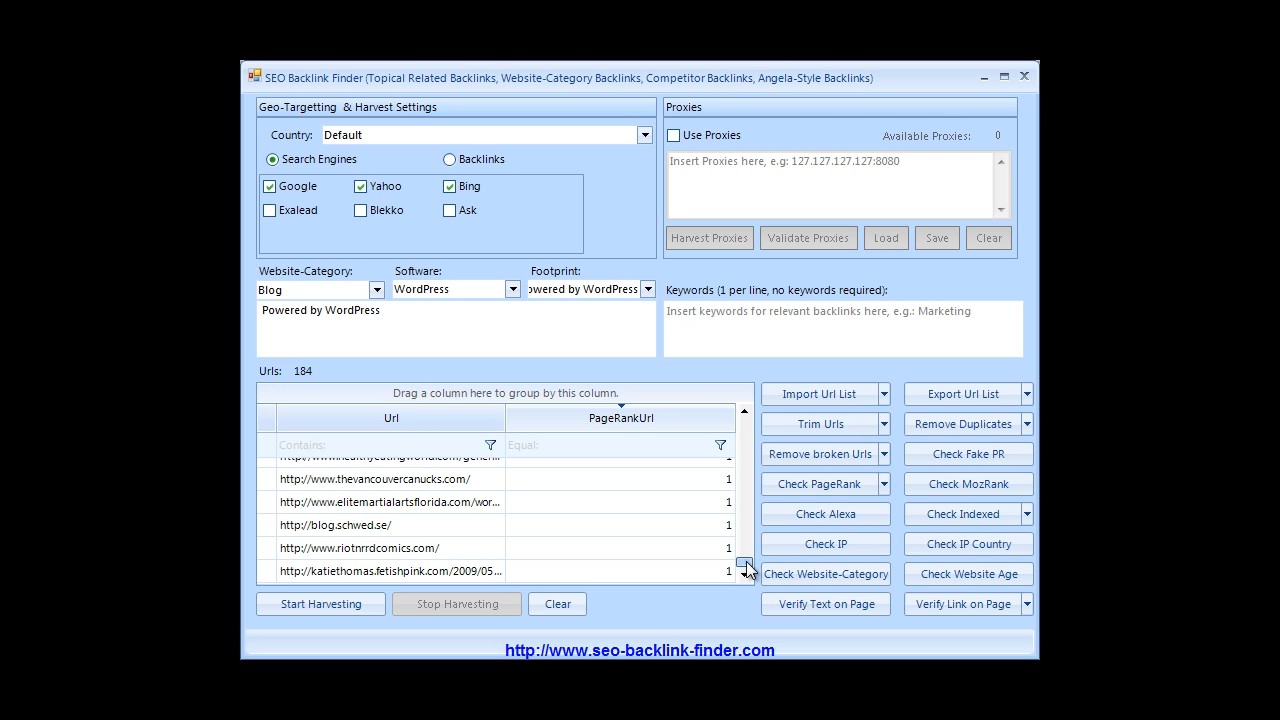 SEO Backlink Finder (Topical Related Backlinks, Website-Category Backlinks, Competitor Backlinks, Angela-Style Backlinks)
Geo-Targetting & Harvest Settings
Proxies
Country: Default
Use Proxies
Available Proxies: 0
Search Engines
Backlinks
Insert Proxies here, e.g: 127.127.127.127:8080
Google
Yahoo
Bing
Exalead
Blekko
Ask
Harvest Proxies
Validate Proxies
Load
Save
Clear
Website-Category:
Software:
Footprint:
Blog
WordPress
owered by WordPress
Keywords (1 per line, no keywords required):
Powered by WordPress
Insert keywords for relevant backlinks here, e.g.: Marketing
Urls: 184
Drag a column here to group by this column.
Import Url List
Export Url List
Url
PageRankUrl
Trim Urls
Remove Duplicates
Contains:
Equal:
Remove broken Urls
Check Fake PR
http://www.thevancouvercanucks.com/ 1
Check PageRank
Check MozRank
http://www.elitemartialartsflorida.com/wor... 1
Check Alexa
Check Indexed
http://blog.schwed.se/ 1
http://www.riotnrrdcomics.com/ 1
Check IP
Check IP Country
http://katiethomas.fetishpink.com/2009/05... 1
Check Website-Category
Check Website Age
Start Harvesting
Stop Harvesting
Clear
Verify Text on Page
Verify Link on Page
http://www.seo-backlink-finder.com